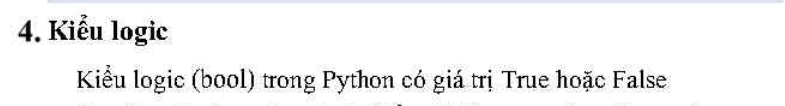 4. Kiểu logic
Kiểu logic (bool) trong Python có giá trị True hoặc False